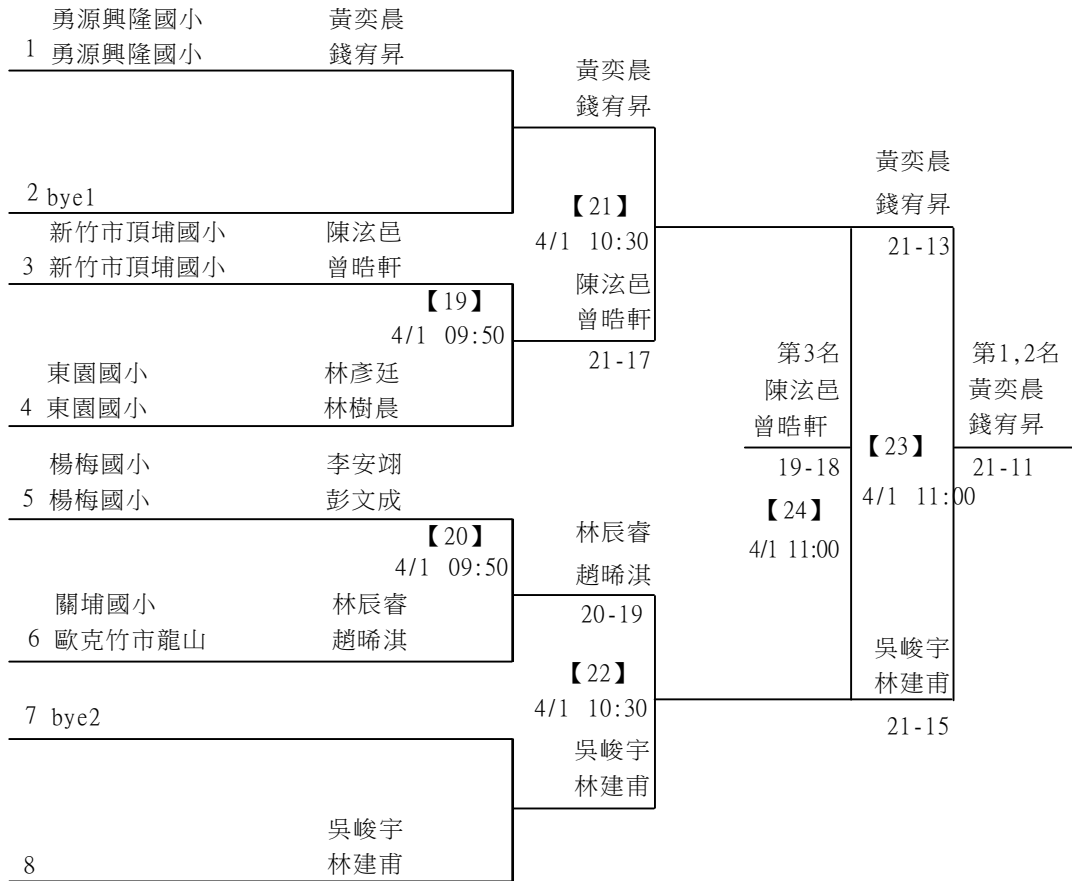 勇源興隆國小 黃奕晨
1 勇源興隆國小 錢宥昇
黃奕晨
錢宥昇
2 bye1
黃奕晨
錢宥昇
21-13
【21】
4/1 10:30
新竹市頂埔國小 陳泫邑
3 新竹市頂埔國小 曾晧軒
【19】
4/1 09:50
陳泫邑
曾晧軒
21-17
東園國小 林彥廷
4 東園國小 林樹晨
第3名
陳泫邑
曾晧軒
19-18
【24】
4/1 11:00
【23】
4/1 11:00
第1,2名
黃奕晨
錢宥昇
21-11
楊梅國小 李安翊
5 楊梅國小 彭文成
【20】
4/1 09:50
林辰睿
趙晞淇
20-19
關埔國小 林辰睿
6 歐克竹市龍山 趙晞淇
【22】
4/1 10:30
吳峻宇
林建甫
21-15
7 bye2
吳峻宇
林建甫
吳峻宇
8 林建甫